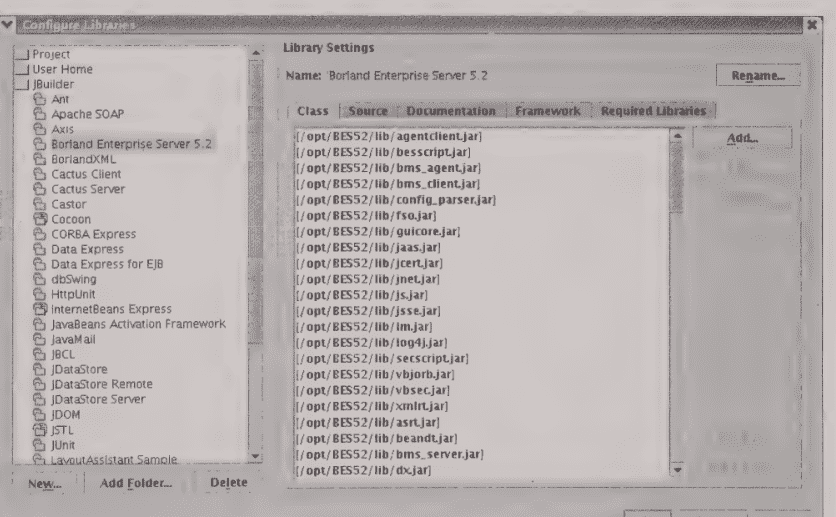 Configure Libraries
Project
User Home
JBuilder
Ant
Apache SOAP
Axis
Borland Enterprise Server 5.2
BorlandXML
Cactus Client
Cactus Server
Castor
Cocoon
CORBA Express
Data Express
Data Express for EJB
dbSwing
HttpUnit
InternetBeans Express
JavaBeans Activation Framework
JavaMail
JBCL
JDataStore
JDataStore Remote
JDataStore Server
JDOM
JSTL
JUnit
LayoutAssistant Sample
New...
Add Folder...
Delete
Library Settings
Name: Borland Enterprise Server 5.2
Rename...
Class Source Documentation Framework Required Libraries
[/opt/BES52/lib/agentclient.jar]
[/opt/BES52/lib/besscript.jar]
[/opt/BES52/lib/bms_agent.jar]
[/opt/BES52/lib/bms_client.jar]
[/opt/BES52/lib/config_parser.jar]
[/opt/BES52/lib/fso.jar]
[/opt/BES52/lib/guicore.jar]
[/opt/BES52/lib/jaas.jar]
[/opt/BES52/lib/jcert.jar]
[/opt/BES52/lib/jnet.jar]
[/opt/BES52/lib/js.jar]
[/opt/BES52/lib/jsse.jar]
[/opt/BES52/lib/lm.jar]
[/opt/BES52/lib/log4j.jar]
[/opt/BES52/lib/secscript.jar]
[/opt/BES52/lib/vbjorb.jar]
[/opt/BES52/lib/vbsec.jar]
[/opt/BES52/lib/xmlrt.jar]
[/opt/BES52/lib/asrt.jar]
[/opt/BES52/lib/beandt.jar]
[/opt/BES52/lib/bms_server.jar]
[/opt/BES52/lib/dx.jar]
Add...